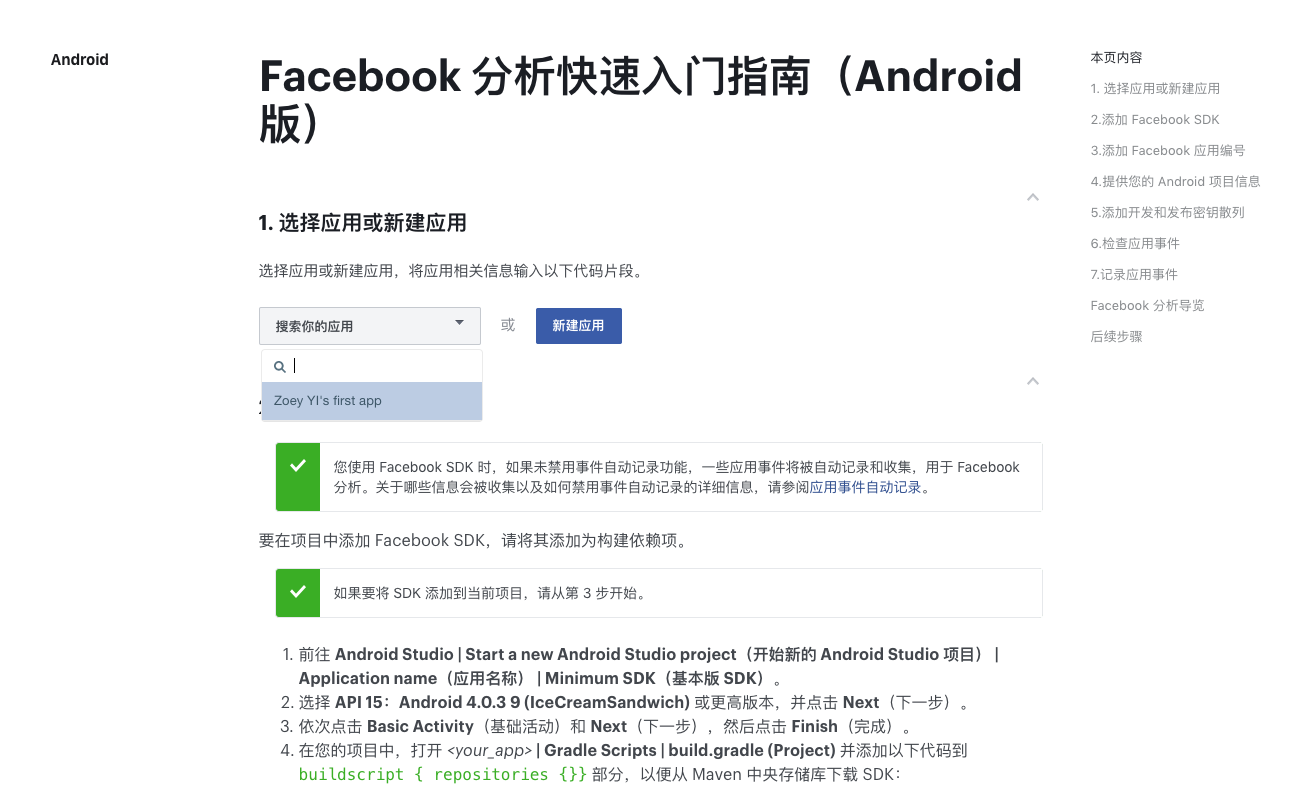 Android
Facebook 分析快速入门指南（Android
版）
1. 选择应用或新建应用
选择应用或新建应用，将应用相关信息输入以下代码片段。
搜索你的应用
或
新建应用
Zoey YI's first app
您使用 Facebook SDK 时，如果未禁用事件自动记录功能，一些应用事件将被自动记录和收集，用于 Facebook
分析。关于哪些信息会被收集以及如何禁用事件自动记录的详细信息，请参阅应用事件自动记录。
要在项目中添加 Facebook SDK，请将其添加为构建依赖项。
如果要将 SDK 添加到当前项目，请从第 3 步开始。
1. 前往 Android Studio | Start a new Android Studio project（开始新的 Android Studio 项目） |
Application name（应用名称） | Minimum SDK（基本版 SDK）。
2. 选择 API 15：Android 4.0.3 9 (IceCreamSandwich) 或更高版本，并点击 Next（下一步）。
3. 依次点击 Basic Activity（基础活动）和 Next（下一步），然后点击 Finish（完成）。
4. 在您的项目中，打开 <your_app> | Gradle Scripts | build.gradle (Project) 并添加以下代码到
buildscript { repositories {}} 部分，以便从 Maven 中央存储库下载 SDK：
本页内容
1. 选择应用或新建应用
2.添加 Facebook SDK
3.添加 Facebook 应用编号
4.提供您的 Android 项目信息
5.添加开发和发布密钥散列
6.检查应用事件
7.记录应用事件
Facebook 分析导览
后续步骤